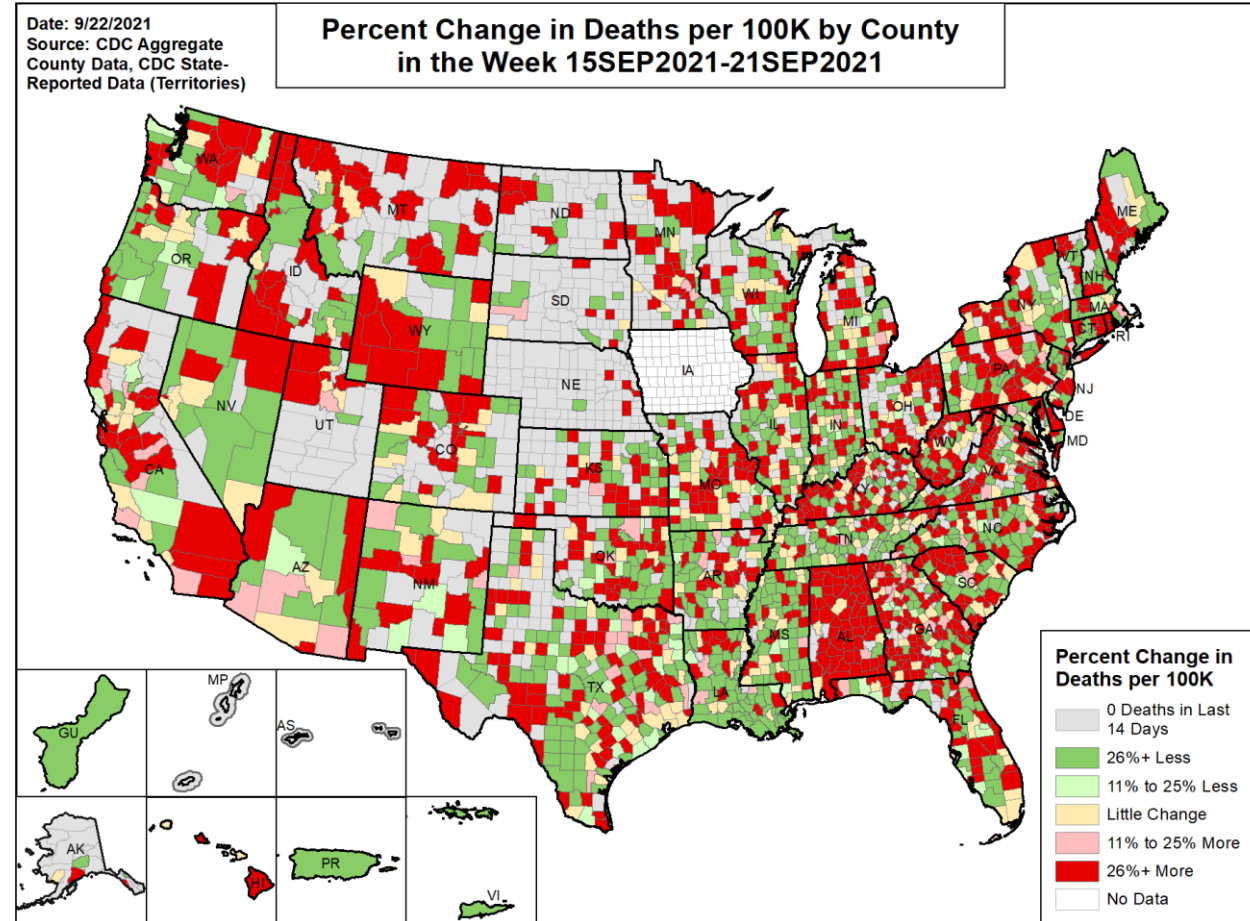 Date: 9/22/2021
Source: CDC Aggregate
County Data, CDC State-
Reported Data (Territories)
Percent Change in Deaths per 100K by County
in the Week 15SEP2021-21SEP2021
WA
MT
ND
MN
ME
OR
ID
WY
SD
WI
MI
NY
VT
NH
MA
CT
RI
NV
UT
CO
NE
IA
IL
IN
OH
PA
NJ
DE
MD
WV
VA
CA
KS
MO
KY
AZ
NM
OK
AR
TN
NC
SC
TX
LA
MS
AL
GA
FL
GU
MP
AS
AK
HI
PR
VI
Percent Change in
Deaths per 100K
0 Deaths in Last
14 Days
26%+ Less
11% to 25% Less
Little Change
11% to 25% More
26%+ More
No Data